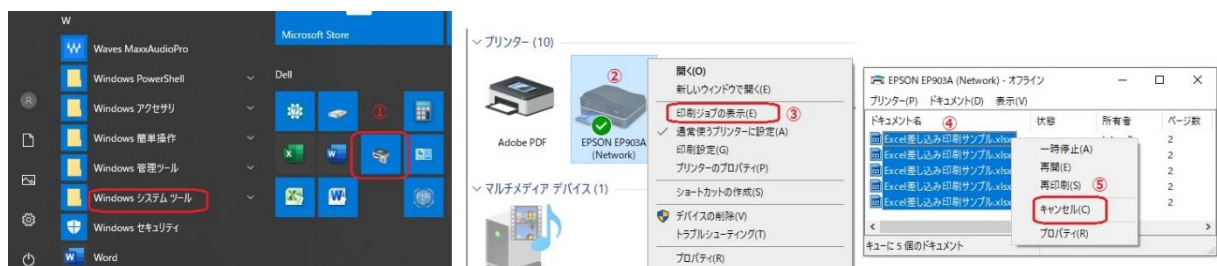 W
Waves MaxxAudioPro
Windows PowerShell
Windows アクセサリ
Windows 簡単操作
Windows 管理ツール
Windows システム ツール
Windows セキュリティ
Word
Microsoft Store
Dell
①
プリンター (10)
Adobe PDF
②
EPSON EP903A
(Network)
マルチメディア デバイス (1)
開く(O)
新しいウィンドウで開く(E)
印刷ジョブの表示(E)
③
通常使うプリンターに設定(A)
印刷設定(G)
プリンターのプロパティ(P)
ショートカットの作成(S)
デバイスの削除(V)
トラブルシューティング(T)
プロパティ(R)
EPSON EP903A (Network) - オフライン
プリンター(P) ドキュメント(D) 表示(V)
ドキュメント名 ④ 状態 所有者 ページ数
Excel差し込み印刷サンプル.xlsx
Excel差し込み印刷サンプル.xlsx 2
Excel差し込み印刷サンプル.xlsx 2
Excel差し込み印刷サンプル.xlsx 2
Excel差し込み印刷サンプル.xlsx 2
一時停止(A)
再開(E)
再印刷(S) ⑤
キャンセル(C)
プロパティ(R)
キューに 5 個のドキュメント